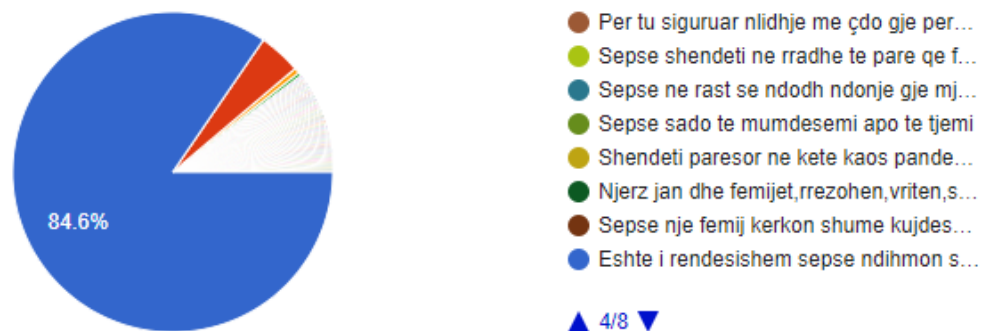 84.6%
Per tu siguruar nlidhje me çdo gje per...
Sepse shendeti ne rradhe te pare qe f...
Sepse ne rast se ndodh ndonje gje mj...
Sepse sado te mumdesemi apo te tjemi
Shendeti paresor ne kete kaos pande...
Njerz jan dhe femijet,rrezohen,vriten,s...
Sepse nje femij kerkon shume kujdes...
Eshte i rendesishem sepse ndihmon s...
4/8